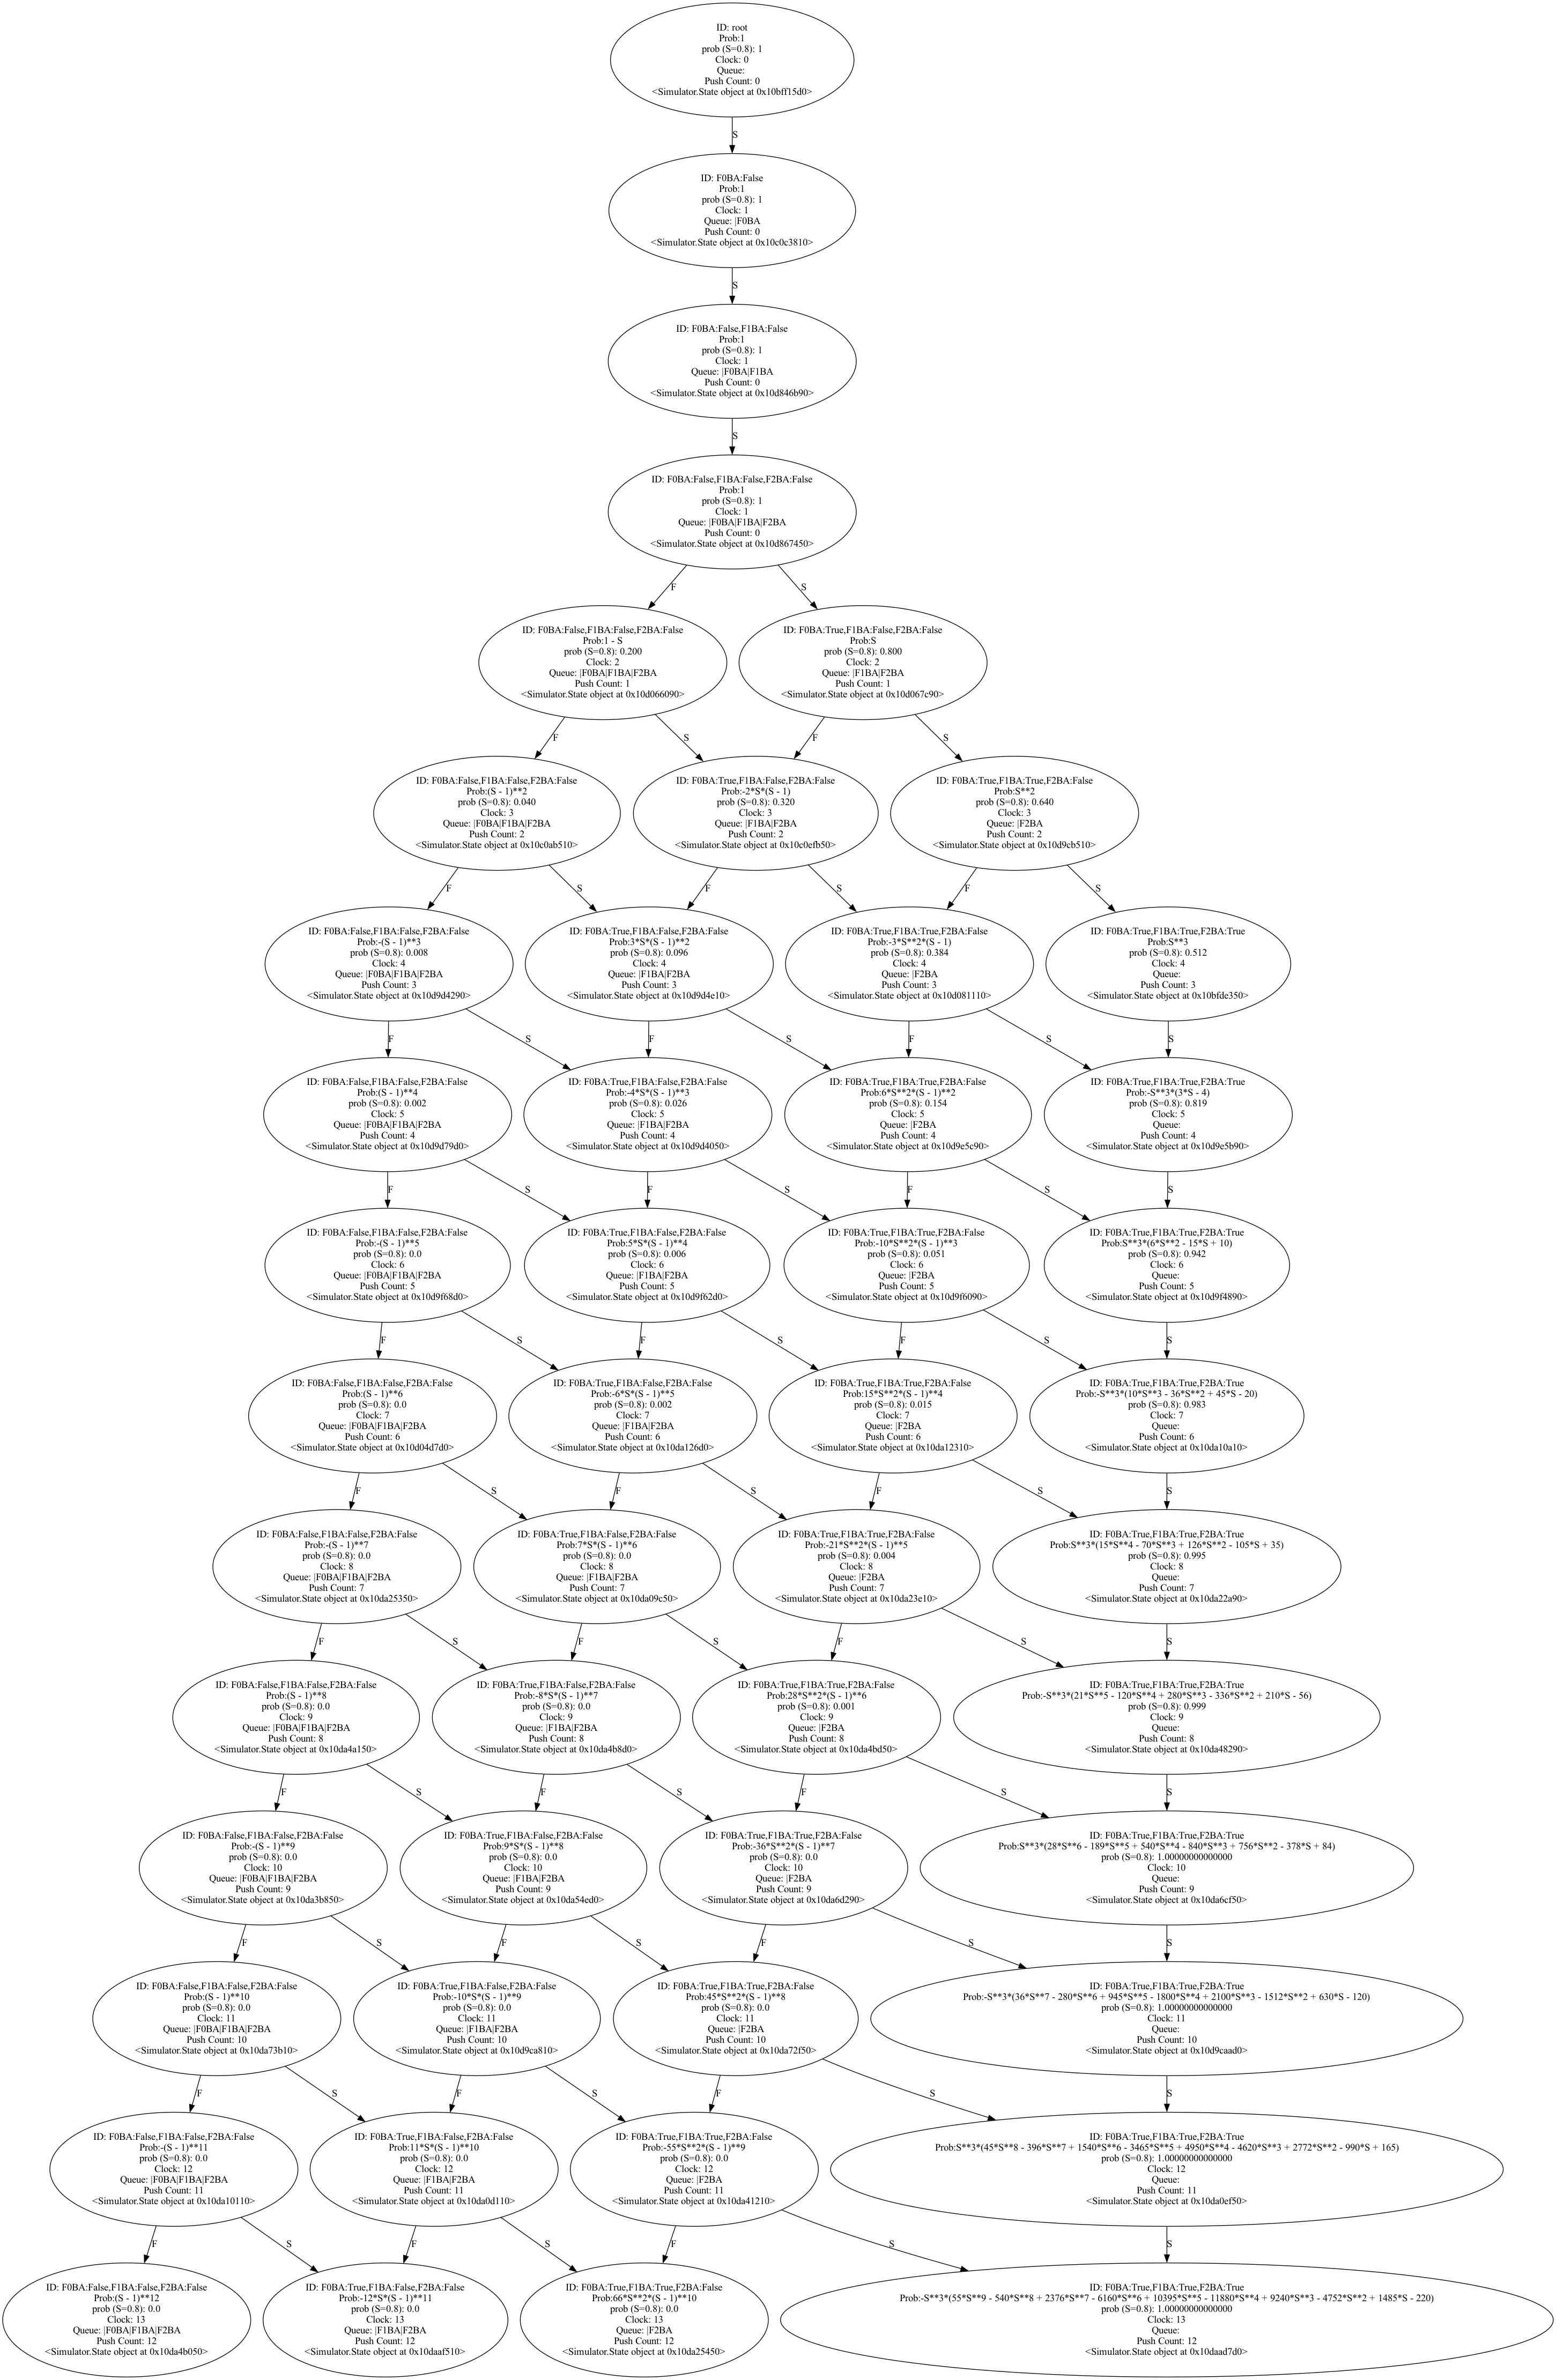 ID: root
Prob:1
prob (S=0.8): 1
Clock: 0
Queue:
Push Count: 0
<Simulator.State object at 0x10bff15d0>
S
ID: F0BA:False
Prob:1
prob (S=0.8): 1
Clock: 1
Queue: |F0BA
Push Count: 0
<Simulator.State object at 0x10c0c3810>
S
ID: F0BA:False,F1BA:False
Prob:1
prob (S=0.8): 1
Clock: 1
Queue: |F0BA|F1BA
Push Count: 0
<Simulator.State object at 0x10d846b90>
S
ID: F0BA:False,F1BA:False,F2BA:False
Prob:1
prob (S=0.8): 1
Clock: 1
Queue: |F0BA|F1BA|F2BA
Push Count: 0
<Simulator.State object at 0x10d867450>
F
S
ID: F0BA:False,F1BA:False,F2BA:False
Prob:1 - S
prob (S=0.8): 0.200
Clock: 2
Queue: |F0BA|F1BA|F2BA
Push Count: 1
<Simulator.State object at 0x10d066090>
ID: F0BA:True,F1BA:False,F2BA:False
Prob:S
prob (S=0.8): 0.800
Clock: 2
Queue: |F1BA|F2BA
Push Count: 1
<Simulator.State object at 0x10d067c90>
F
S
F
S
ID: F0BA:False,F1BA:False,F2BA:False
Prob:(S - 1)**2
prob (S=0.8): 0.040
Clock: 3
Queue: |F0BA|F1BA|F2BA
Push Count: 2
<Simulator.State object at 0x10c0ab510>
ID: F0BA:True,F1BA:False,F2BA:False
Prob:-2*S*(S - 1)
prob (S=0.8): 0.320
Clock: 3
Queue: |F1BA|F2BA
Push Count: 2
<Simulator.State object at 0x10c0efb50>
ID: F0BA:True,F1BA:True,F2BA:False
Prob:S**2
prob (S=0.8): 0.640
Clock: 3
Queue: |F2BA
Push Count: 2
<Simulator.State object at 0x10d9cb510>
F
S
F
S
F
S
ID: F0BA:False,F1BA:False,F2BA:False
Prob:-(S - 1)**3
prob (S=0.8): 0.008
Clock: 4
Queue: |F0BA|F1BA|F2BA
Push Count: 3
<Simulator.State object at 0x10d9d4290>
ID: F0BA:True,F1BA:False,F2BA:False
Prob:3*S*(S - 1)**2
prob (S=0.8): 0.096
Clock: 4
Queue: |F1BA|F2BA
Push Count: 3
<Simulator.State object at 0x10d9d4e10>
ID: F0BA:True,F1BA:True,F2BA:False
Prob:-3*S**2*(S - 1)
prob (S=0.8): 0.384
Clock: 4
Queue: |F2BA
Push Count: 3
<Simulator.State object at 0x10d081110>
ID: F0BA:True,F1BA:True,F2BA:True
Prob:S**3
prob (S=0.8): 0.512
Clock: 4
Queue:
Push Count: 3
<Simulator.State object at 0x10bfde350>
F
S
F
S
F
S
S
ID: F0BA:False,F1BA:False,F2BA:False
Prob:(S - 1)**4
prob (S=0.8): 0.002
Clock: 5
Queue: |F0BA|F1BA|F2BA
Push Count: 4
<Simulator.State object at 0x10d9d79d0>
ID: F0BA:True,F1BA:False,F2BA:False
Prob:-4*S*(S - 1)**3
prob (S=0.8): 0.026
Clock: 5
Queue: |F1BA|F2BA
Push Count: 4
<Simulator.State object at 0x10d9d4050>
ID: F0BA:True,F1BA:True,F2BA:False
Prob:6*S**2*(S - 1)**2
prob (S=0.8): 0.154
Clock: 5
Queue: |F2BA
Push Count: 4
<Simulator.State object at 0x10d9e5c90>
ID: F0BA:True,F1BA:True,F2BA:True
Prob:-S**3*(3*S - 4)
prob (S=0.8): 0.819
Clock: 5
Queue:
Push Count: 4
<Simulator.State object at 0x10d9e5b90>
F
S
F
S
F
S
S
ID: F0BA:False,F1BA:False,F2BA:False
Prob:-(S - 1)**5
prob (S=0.8): 0.0
Clock: 6
Queue: |F0BA|F1BA|F2BA
Push Count: 5
<Simulator.State object at 0x10d9f68d0>
ID: F0BA:True,F1BA:False,F2BA:False
Prob:5*S*(S - 1)**4
prob (S=0.8): 0.006
Clock: 6
Queue: |F1BA|F2BA
Push Count: 5
<Simulator.State object at 0x10d9f62d0>
ID: F0BA:True,F1BA:True,F2BA:False
Prob:-10*S**2*(S - 1)**3
prob (S=0.8): 0.051
Clock: 6
Queue: |F2BA
Push Count: 5
<Simulator.State object at 0x10d9f6090>
ID: F0BA:True,F1BA:True,F2BA:True
Prob:S**3*(6*S**2 - 15*S + 10)
prob (S=0.8): 0.942
Clock: 6
Queue:
Push Count: 5
<Simulator.State object at 0x10d9f4890>
F
S
F
S
F
S
S
ID: F0BA:False,F1BA:False,F2BA:False
Prob:(S - 1)**6
prob (S=0.8): 0.0
Clock: 7
Queue: |F0BA|F1BA|F2BA
Push Count: 6
<Simulator.State object at 0x10d04d7d0>
ID: F0BA:True,F1BA:False,F2BA:False
Prob:-6*S*(S - 1)**5
prob (S=0.8): 0.002
Clock: 7
Queue: |F1BA|F2BA
Push Count: 6
<Simulator.State object at 0x10da126d0>
ID: F0BA:True,F1BA:True,F2BA:False
Prob:15*S**2*(S - 1)**4
prob (S=0.8): 0.015
Clock: 7
Queue: |F2BA
Push Count: 6
<Simulator.State object at 0x10da12310>
ID: F0BA:True,F1BA:True,F2BA:True
Prob:-S**3*(10*S**3 - 36*S**2 + 45*S - 20)
prob (S=0.8): 0.983
Clock: 7
Queue:
Push Count: 6
<Simulator.State object at 0x10da10a10>
F
S
F
S
F
S
S
ID: F0BA:False,F1BA:False,F2BA:False
Prob:-(S - 1)**7
prob (S=0.8): 0.0
Clock: 8
Queue: |F0BA|F1BA|F2BA
Push Count: 7
<Simulator.State object at 0x10da25350>
ID: F0BA:True,F1BA:False,F2BA:False
Prob:7*S*(S - 1)**6
prob (S=0.8): 0.0
Clock: 8
Queue: |F1BA|F2BA
Push Count: 7
<Simulator.State object at 0x10da09c50>
ID: F0BA:True,F1BA:True,F2BA:False
Prob:-21*S**2*(S - 1)**5
prob (S=0.8): 0.004
Clock: 8
Queue: |F2BA
Push Count: 7
<Simulator.State object at 0x10da23e10>
ID: F0BA:True,F1BA:True,F2BA:True
Prob:S**3*(15*S**4 - 70*S**3 + 126*S**2 - 105*S + 35)
prob (S=0.8): 0.995
Clock: 8
Queue:
Push Count: 7
<Simulator.State object at 0x10da22a90>
F
S
F
S
F
S
S
ID: F0BA:False,F1BA:False,F2BA:False
Prob:(S - 1)**8
prob (S=0.8): 0.0
Clock: 9
Queue: |F0BA|F1BA|F2BA
Push Count: 8
<Simulator.State object at 0x10da4a150>
ID: F0BA:True,F1BA:False,F2BA:False
Prob:-8*S*(S - 1)**7
prob (S=0.8): 0.0
Clock: 9
Queue: |F1BA|F2BA
Push Count: 8
<Simulator.State object at 0x10da4b8d0>
ID: F0BA:True,F1BA:True,F2BA:False
Prob:28*S**2*(S - 1)**6
prob (S=0.8): 0.001
Clock: 9
Queue: |F2BA
Push Count: 8
<Simulator.State object at 0x10da4bd50>
ID: F0BA:True,F1BA:True,F2BA:True
Prob:-S**3*(21*S**5 - 120*S**4 + 280*S**3 - 336*S**2 + 210*S - 56)
prob (S=0.8): 0.999
Clock: 9
Queue:
Push Count: 8
<Simulator.State object at 0x10da48290>
F
S
F
S
F
S
S
ID: F0BA:False,F1BA:False,F2BA:False
Prob:-(S - 1)**9
prob (S=0.8): 0.0
Clock: 10
Queue: |F0BA|F1BA|F2BA
Push Count: 9
<Simulator.State object at 0x10da3b850>
ID: F0BA:True,F1BA:False,F2BA:False
Prob:9*S*(S - 1)**8
prob (S=0.8): 0.0
Clock: 10
Queue: |F1BA|F2BA
Push Count: 9
<Simulator.State object at 0x10da54ed0>
ID: F0BA:True,F1BA:True,F2BA:False
Prob:-36*S**2*(S - 1)**7
prob (S=0.8): 0.0
Clock: 10
Queue: |F2BA
Push Count: 9
<Simulator.State object at 0x10da6d290>
ID: F0BA:True,F1BA:True,F2BA:True
Prob:S**3*(28*S**6 - 189*S**5 + 540*S**4 - 840*S**3 + 756*S**2 - 378*S + 84)
prob (S=0.8): 1.00000000000000
Clock: 10
Queue:
Push Count: 9
<Simulator.State object at 0x10da6cf50>
F
S
F
S
F
S
S
ID: F0BA:False,F1BA:False,F2BA:False
Prob:(S - 1)**10
prob (S=0.8): 0.0
Clock: 11
Queue: |F0BA|F1BA|F2BA
Push Count: 10
<Simulator.State object at 0x10da73b10>
ID: F0BA:True,F1BA:False,F2BA:False
Prob:-10*S*(S - 1)**9
prob (S=0.8): 0.0
Clock: 11
Queue: |F1BA|F2BA
Push Count: 10
<Simulator.State object at 0x10d9ca810>
ID: F0BA:True,F1BA:True,F2BA:False
Prob:45*S**2*(S - 1)**8
prob (S=0.8): 0.0
Clock: 11
Queue: |F2BA
Push Count: 10
<Simulator.State object at 0x10da72f50>
ID: F0BA:True,F1BA:True,F2BA:True
Prob:-S**3*(36*S**7 - 280*S**6 + 945*S**5 - 1800*S**4 + 2100*S**3 - 1512*S**2 + 630*S - 120)
prob (S=0.8): 1.00000000000000
Clock: 11
Queue:
Push Count: 10
<Simulator.State object at 0x10d9caad0>
F
S
F
S
F
S
S
ID: F0BA:False,F1BA:False,F2BA:False
Prob:-(S - 1)**11
prob (S=0.8): 0.0
Clock: 12
Queue: |F0BA|F1BA|F2BA
Push Count: 11
<Simulator.State object at 0x10da10110>
ID: F0BA:True,F1BA:False,F2BA:False
Prob:11*S*(S - 1)**10
prob (S=0.8): 0.0
Clock: 12
Queue: |F1BA|F2BA
Push Count: 11
<Simulator.State object at 0x10da0d110>
ID: F0BA:True,F1BA:True,F2BA:False
Prob:-55*S**2*(S - 1)**9
prob (S=0.8): 0.0
Clock: 12
Queue: |F2BA
Push Count: 11
<Simulator.State object at 0x10da41210>
ID: F0BA:True,F1BA:True,F2BA:True
Prob:S**3*(45*S**8 - 396*S**7 + 1540*S**6 - 3465*S**5 + 4950*S**4 - 4620*S**3 + 2772*S**2 - 990*S + 165)
prob (S=0.8): 1.00000000000000
Clock: 12
Queue:
Push Count: 11
<Simulator.State object at 0x10da0ef50>
F
S
F
S
F
S
S
ID: F0BA:False,F1BA:False,F2BA:False
Prob:(S - 1)**12
prob (S=0.8): 0.0
Clock: 13
Queue: |F0BA|F1BA|F2BA
Push Count: 12
<Simulator.State object at 0x10da4b050>
ID: F0BA:True,F1BA:False,F2BA:False
Prob:-12*S*(S - 1)**11
prob (S=0.8): 0.0
Clock: 13
Queue: |F1BA|F2BA
Push Count: 12
<Simulator.State object at 0x10daaf510>
ID: F0BA:True,F1BA:True,F2BA:False
Prob:66*S**2*(S - 1)**10
prob (S=0.8): 0.0
Clock: 13
Queue: |F2BA
Push Count: 12
<Simulator.State object at 0x10da25450>
ID: F0BA:True,F1BA:True,F2BA:True
Prob:-S**3*(55*S**9 - 540*S**8 + 2376*S**7 - 6160*S**6 + 10395*S**5 - 11880*S**4 + 9240*S**3 - 4752*S**2 + 1485*S - 220)
prob (S=0.8): 1.00000000000000
Clock: 13
Queue:
Push Count: 12
<Simulator.State object at 0x10daad7d0>